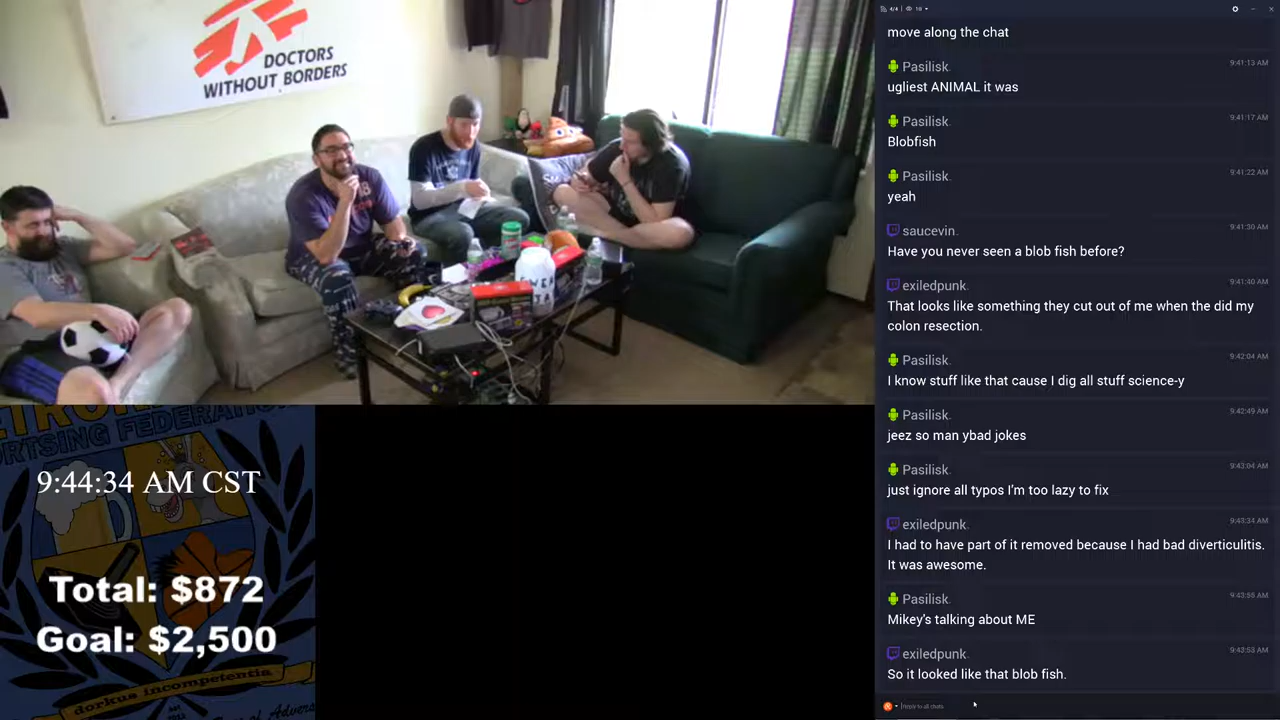 DOCTORS
WITHOUT BORDERS
9:44:34 AM CST
Total: $872
Goal: $2,500
dorkus incompetentia
4/4
move along the chat
Pasilisk. 9:41:13 AM
ugliest ANIMAL it was
Pasilisk. 9:41:17 AM
Blobfish
Pasilisk. 9:41:22 AM
yeah
saucevin. 9:41:30 AM
Have you never seen a blob fish before?
exiledpunk. 9:41:40 AM
That looks like something they cut out of me when the did my
colon resection.
Pasilisk. 9:42:04 AM
I know stuff like that cause I dig all stuff science-y
Pasilisk. 9:42:49 AM
jeez so man ybad jokes
Pasilisk. 9:43:04 AM
just ignore all typos I'm too lazy to fix
exiledpunk. 9:43:34 AM
I had to have part of it removed because I had bad diverticulitis.
It was awesome.
Pasilisk. 9:43:56 AM
Mikey's talking about ME
exiledpunk. 9:43:53 AM
So it looked like that blob fish.
Reply to all chats